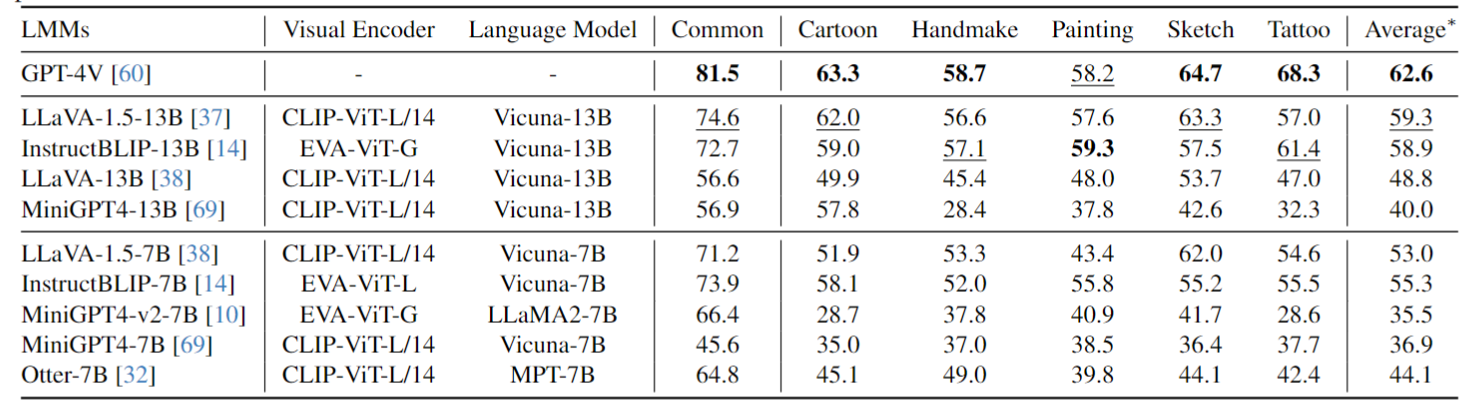 LMMs Visual Encoder Language Model Common Cartoon Handmake Painting Sketch Tattoo Average*
GPT-4V [60] - - 81.5 63.3 58.7 58.2 64.7 68.3 62.6
LLaVA-1.5-13B [37] CLIP-ViT-L/14 Vicuna-13B 74.6 62.0 56.6 57.6 63.3 57.0 59.3
InstructBLIP-13B [14] EVA-ViT-G Vicuna-13B 72.7 59.0 57.1 59.3 57.5 61.4 58.9
LLaVA-13B [38] CLIP-ViT-L/14 Vicuna-13B 56.6 49.9 45.4 48.0 53.7 47.0 48.8
MiniGPT4-13B [69] CLIP-ViT-L/14 Vicuna-13B 56.9 57.8 28.4 37.8 42.6 32.3 40.0
LLaVA-1.5-7B [38] CLIP-ViT-L/14 Vicuna-7B 71.2 51.9 53.3 43.4 62.0 54.6 53.0
InstructBLIP-7B [14] EVA-ViT-L Vicuna-7B 73.9 58.1 52.0 55.8 55.2 55.5 55.3
MiniGPT4-v2-7B [10] EVA-ViT-G LLaMA2-7B 66.4 28.7 37.8 40.9 41.7 28.6 35.5
MiniGPT4-7B [69] CLIP-ViT-L/14 Vicuna-7B 45.6 35.0 37.0 38.5 36.4 37.7 36.9
Otter-7B [32] CLIP-ViT-L/14 MPT-7B 64.8 45.1 49.0 39.8 44.1 42.4 44.1